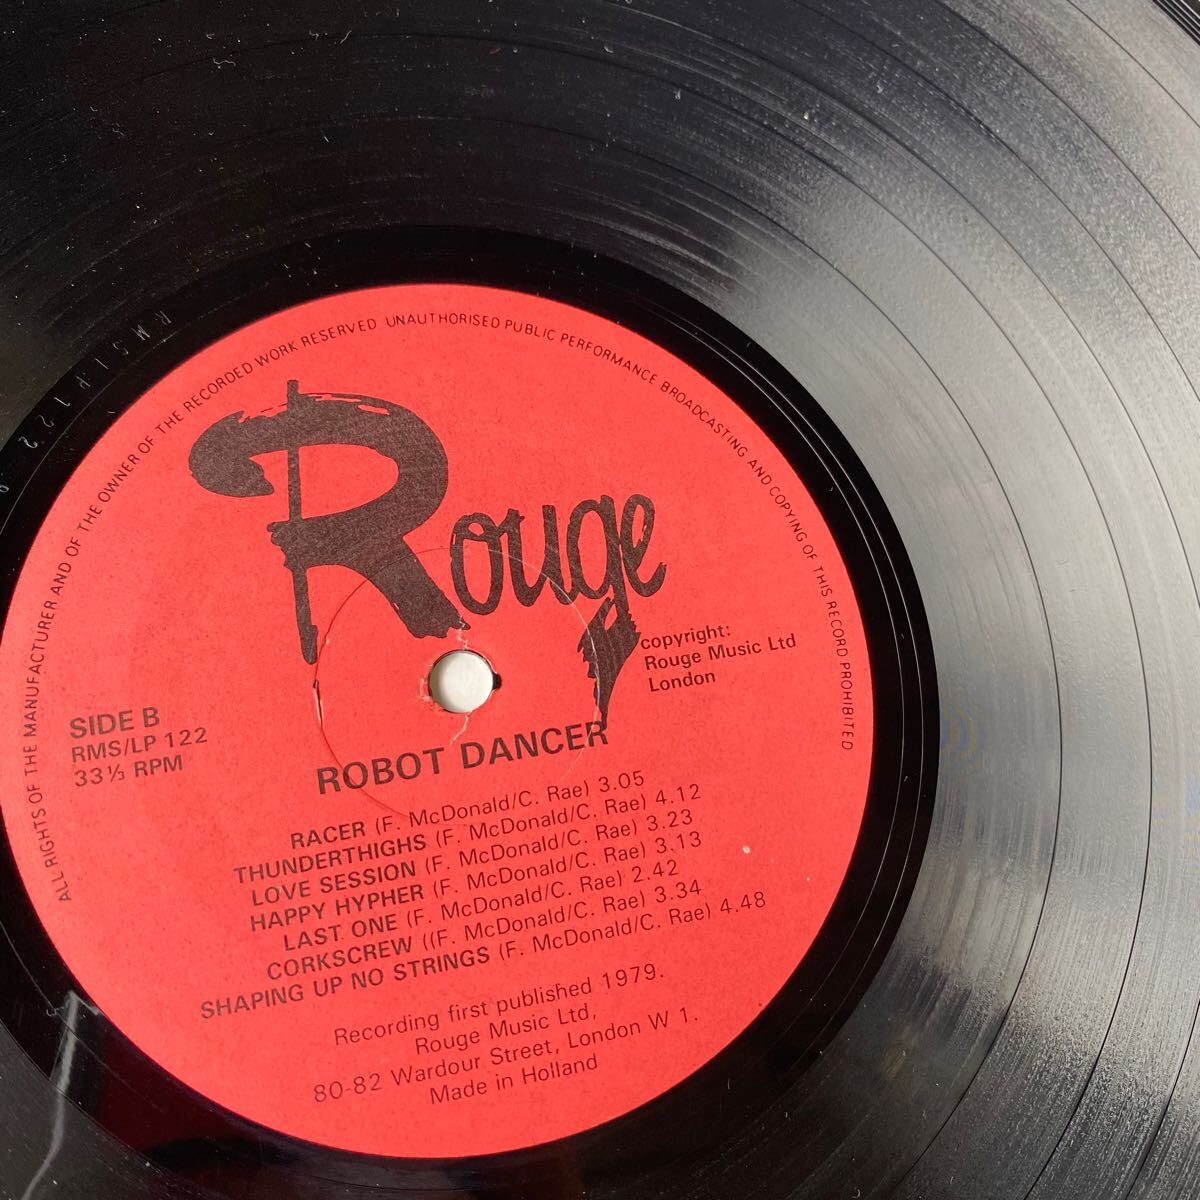 ALL RIGHTS OF THE MANUFACTURER AND OF THE OWNER OF THE RECORDED WORK RESERVED UNAUTHORISED PUBLIC PERFORMANCE BROADCASTING AND COPYING OF THIS RECORD PROHIBITED
RMSLP122
Rouge
copyright:
Rouge Music Ltd
London
SIDE B
RMS/LP 122
33⅓ RPM
ROBOT DANCER
RACER (F. McDonald/C. Rae) 3.05
THUNDERTHIGHS (F. McDonald/C. Rae) 4.12
LOVE SESSION (F. McDonald/C. Rae) 3.23
HAPPY HYPHER (F. McDonald/C. Rae) 3.13
LAST ONE (F. McDonald/C. Rae) 2.42
CORKSCREW ((F. McDonald/C. Rae) 3.34
SHAPING UP NO STRINGS (F. McDonald/C. Rae) 4.48
Recording first published 1979.
Rouge Music Ltd,
80-82 Wardour Street, London W 1.
Made in Holland